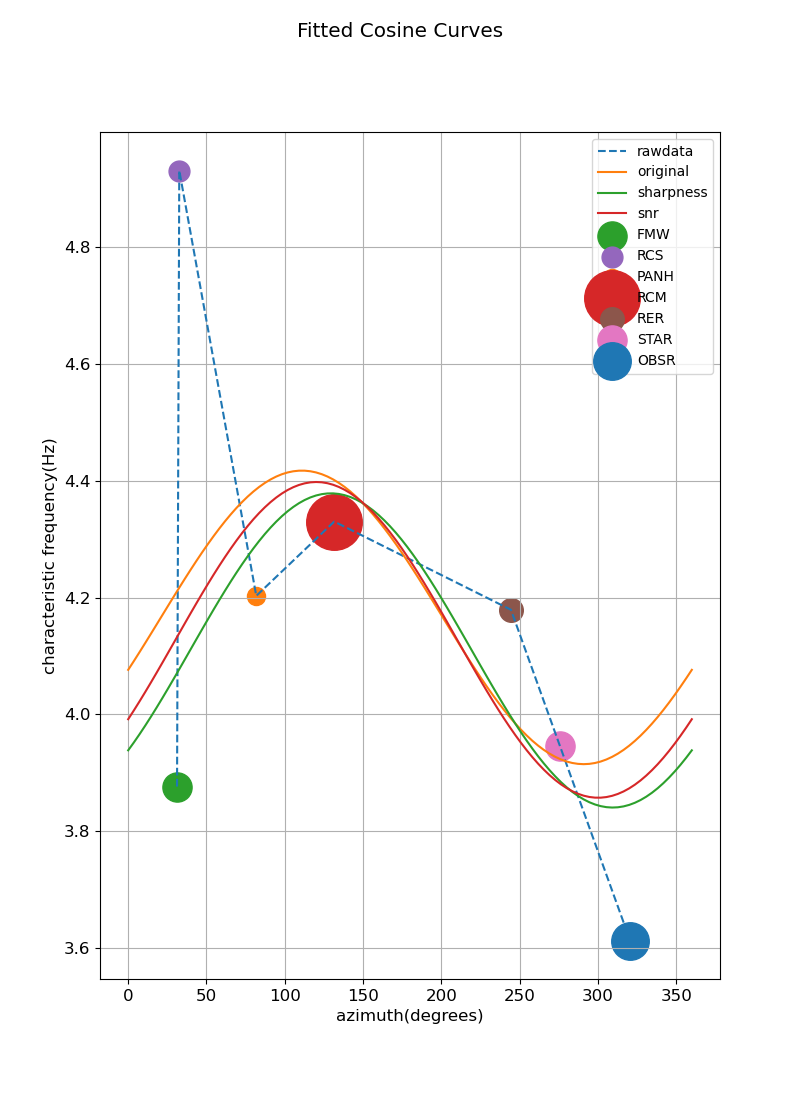 Fitted Cosine Curves
rawdata
original
sharpness
snr
FMW
RCS
PANH
RCM
RER
STAR
OBSR
characteristic frequency(Hz)
4.8
4.6
4.4
4.2
4.0
3.8
3.6
0 50 100 150 200 250 300 350
azimuth(degrees)